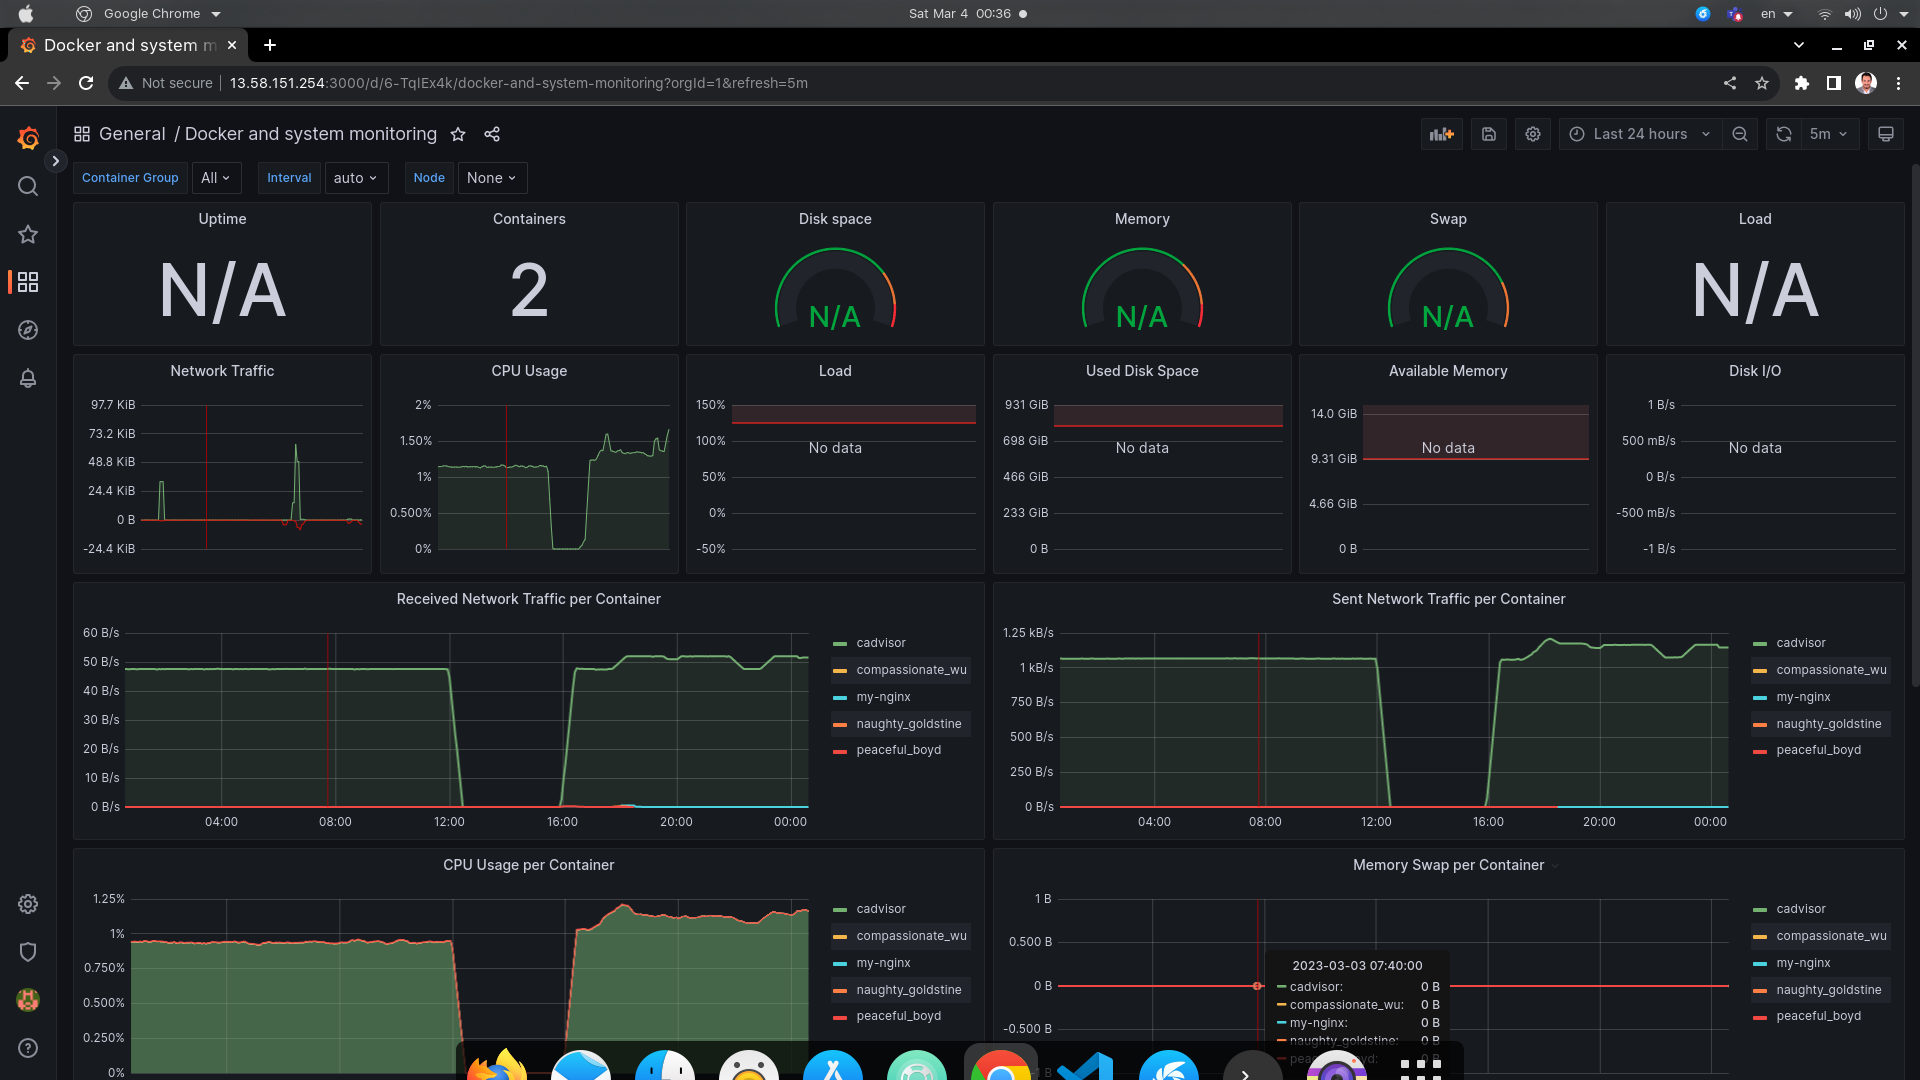 Google Chrome
Sat Mar 4 00:36
en
Docker and system m
Not secure
13.58.151.254:3000/d/6-TqIEx4k/docker-and-system-monitoring?orgId=1&refresh=5m
General / Docker and system monitoring
Last 24 hours
5m
Container Group
All
Interval
auto
Node
None
Uptime
N/A
Containers
2
Disk space
N/A
Memory
N/A
Swap
N/A
Load
N/A
Network Traffic
97.7 KiB
73.2 KiB
48.8 KiB
24.4 KiB
0 B
-24.4 KiB
CPU Usage
2%
1.50%
1%
0.500%
0%
Load
150%
100%
50%
0%
-50%
No data
Used Disk Space
931 GiB
698 GiB
466 GiB
233 GiB
0 B
No data
Available Memory
14.0 GiB
9.31 GiB
4.66 GiB
0 B
No data
Disk I/O
1 B/s
500 mB/s
0 B/s
-500 mB/s
-1 B/s
No data
Received Network Traffic per Container
60 B/s
50 B/s
40 B/s
30 B/s
20 B/s
10 B/s
0 B/s
04:00
08:00
12:00
16:00
20:00
00:00
cadvisor
compassionate_wu
my-nginx
naughty_goldstine
peaceful_boyd
Sent Network Traffic per Container
1.25 kB/s
1 kB/s
750 B/s
500 B/s
250 B/s
0 B/s
04:00
08:00
12:00
16:00
20:00
00:00
cadvisor
compassionate_wu
my-nginx
naughty_goldstine
peaceful_boyd
CPU Usage per Container
1.25%
1%
0.750%
0.500%
0.250%
0%
cadvisor
compassionate_wu
my-nginx
naughty_goldstine
peaceful_boyd
Memory Swap per Container
1 B
0.500 B
0 B
-0.500 B
-1 B
2023-03-03 07:40:00
cadvisor: 0 B
compassionate_wu: 0 B
my-nginx: 0 B
naughty_goldstine: 0 B
0 B
cadvisor
compassionate_wu
my-nginx
naughty_goldstine
peaceful_boyd